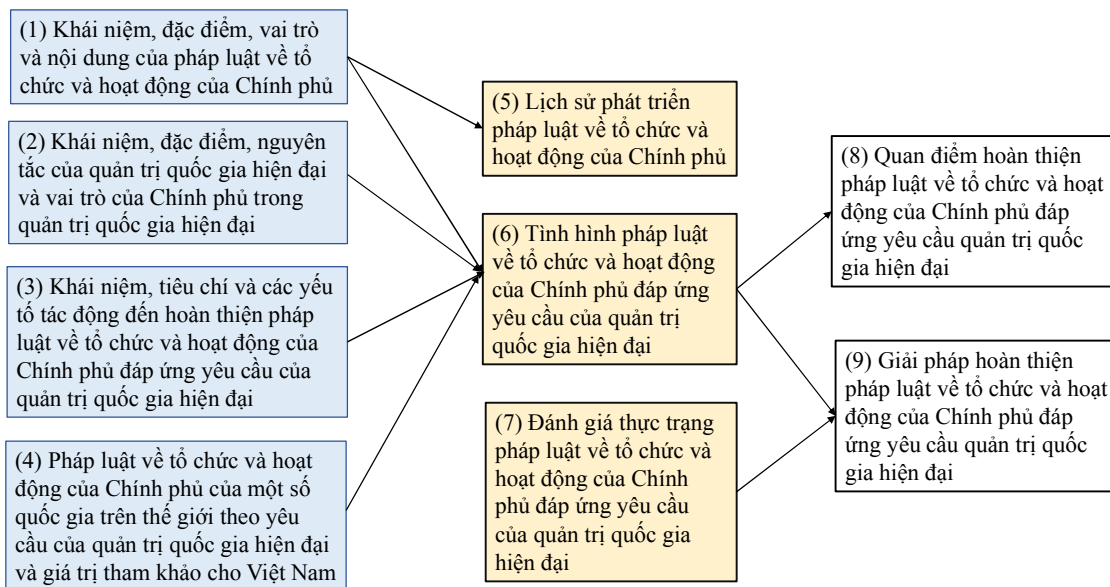 (1) Khái niệm, đặc điểm, vai trò
và nội dung của pháp luật về tổ
chức và hoạt động của Chính phủ
(2) Khái niệm, đặc điểm, nguyên
tắc của quản trị quốc gia hiện đại
và vai trò của Chính phủ trong
quản trị quốc gia hiện đại
(3) Khái niệm, tiêu chí và các yếu
tố tác động đến hoàn thiện pháp
luật về tổ chức và hoạt động của
Chính phủ đáp ứng yêu cầu của
quản trị quốc gia hiện đại
(4) Pháp luật về tổ chức và hoạt
động của Chính phủ của một số
quốc gia trên thế giới theo yêu
cầu của quản trị quốc gia hiện đại
và giá trị tham khảo cho Việt Nam
(5) Lịch sử phát triển
pháp luật về tổ chức và
hoạt động của Chính phủ
(6) Tình hình pháp luật
về tổ chức và hoạt động
của Chính phủ đáp ứng
yêu cầu của quản trị
quốc gia hiện đại
(7) Đánh giá thực trạng
pháp luật về tổ chức và
hoạt động của Chính
phủ đáp ứng yêu cầu
của quản trị quốc gia
hiện đại
(8) Quan điểm hoàn thiện
pháp luật về tổ chức và hoạt
động của Chính phủ đáp
ứng yêu cầu quản trị quốc
gia hiện đại
(9) Giải pháp hoàn thiện
pháp luật về tổ chức và hoạt
động của Chính phủ đáp
ứng yêu cầu quản trị quốc
gia hiện đại